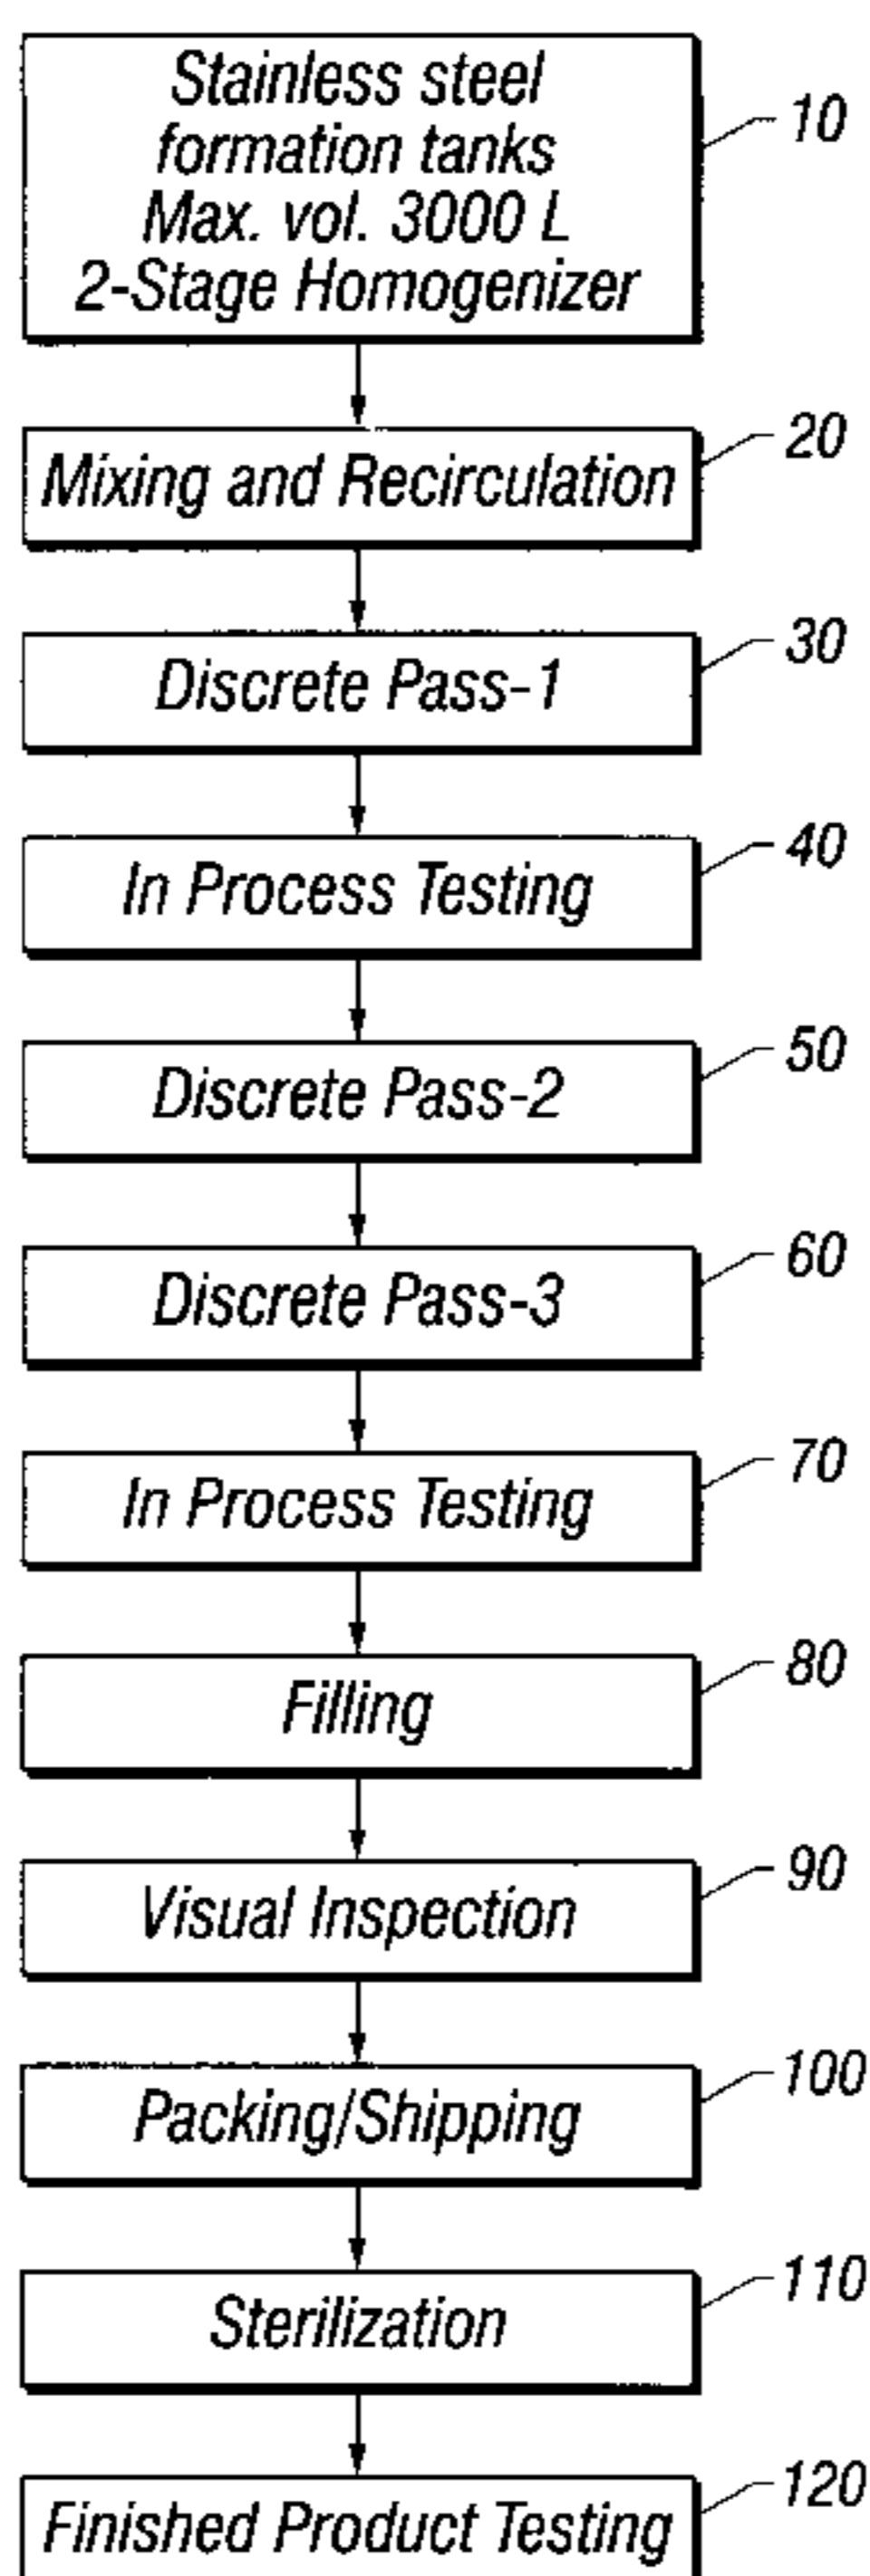 Stainless steel
formation tanks
Max. vol. 3000 L
2-Stage Homogenizer
10
Mixing and Recirculation
20
Discrete Pass-1
30
In Process Testing
40
Discrete Pass-2
50
Discrete Pass-3
60
In Process Testing
70
Filling
80
Visual Inspection
90
Packing/Shipping
100
Sterilization
110
Finished Product Testing
120